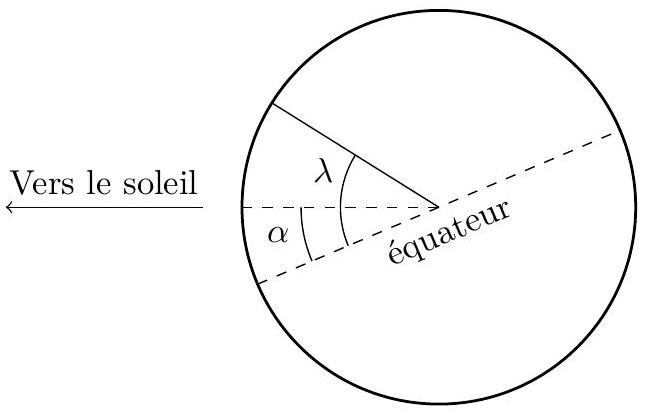 λ
Vers le soleil
α
équateur